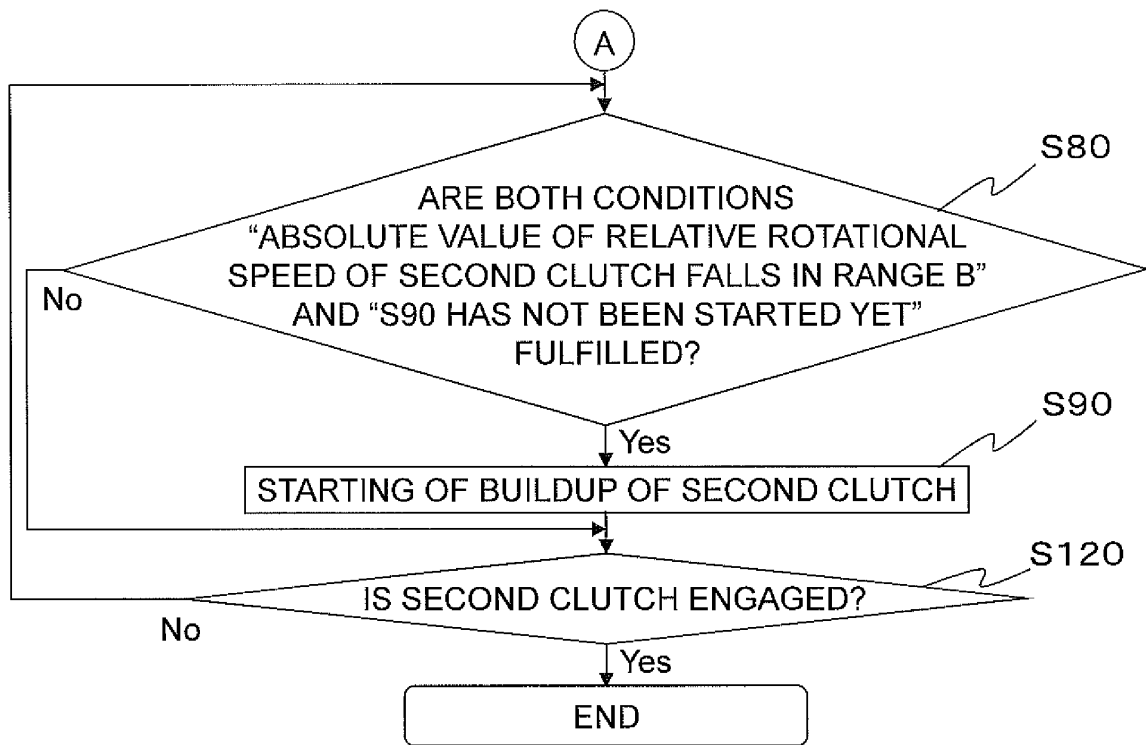 A
S80
ARE BOTH CONDITIONS
“ABSOLUTE VALUE OF RELATIVE ROTATIONAL
SPEED OF SECOND CLUTCH FALLS IN RANGE B”
AND “S90 HAS NOT BEEN STARTED YET”
FULFILLED?
No
S90
Yes
STARTING OF BUILDUP OF SECOND CLUTCH
S120
IS SECOND CLUTCH ENGAGED?
No
Yes
END